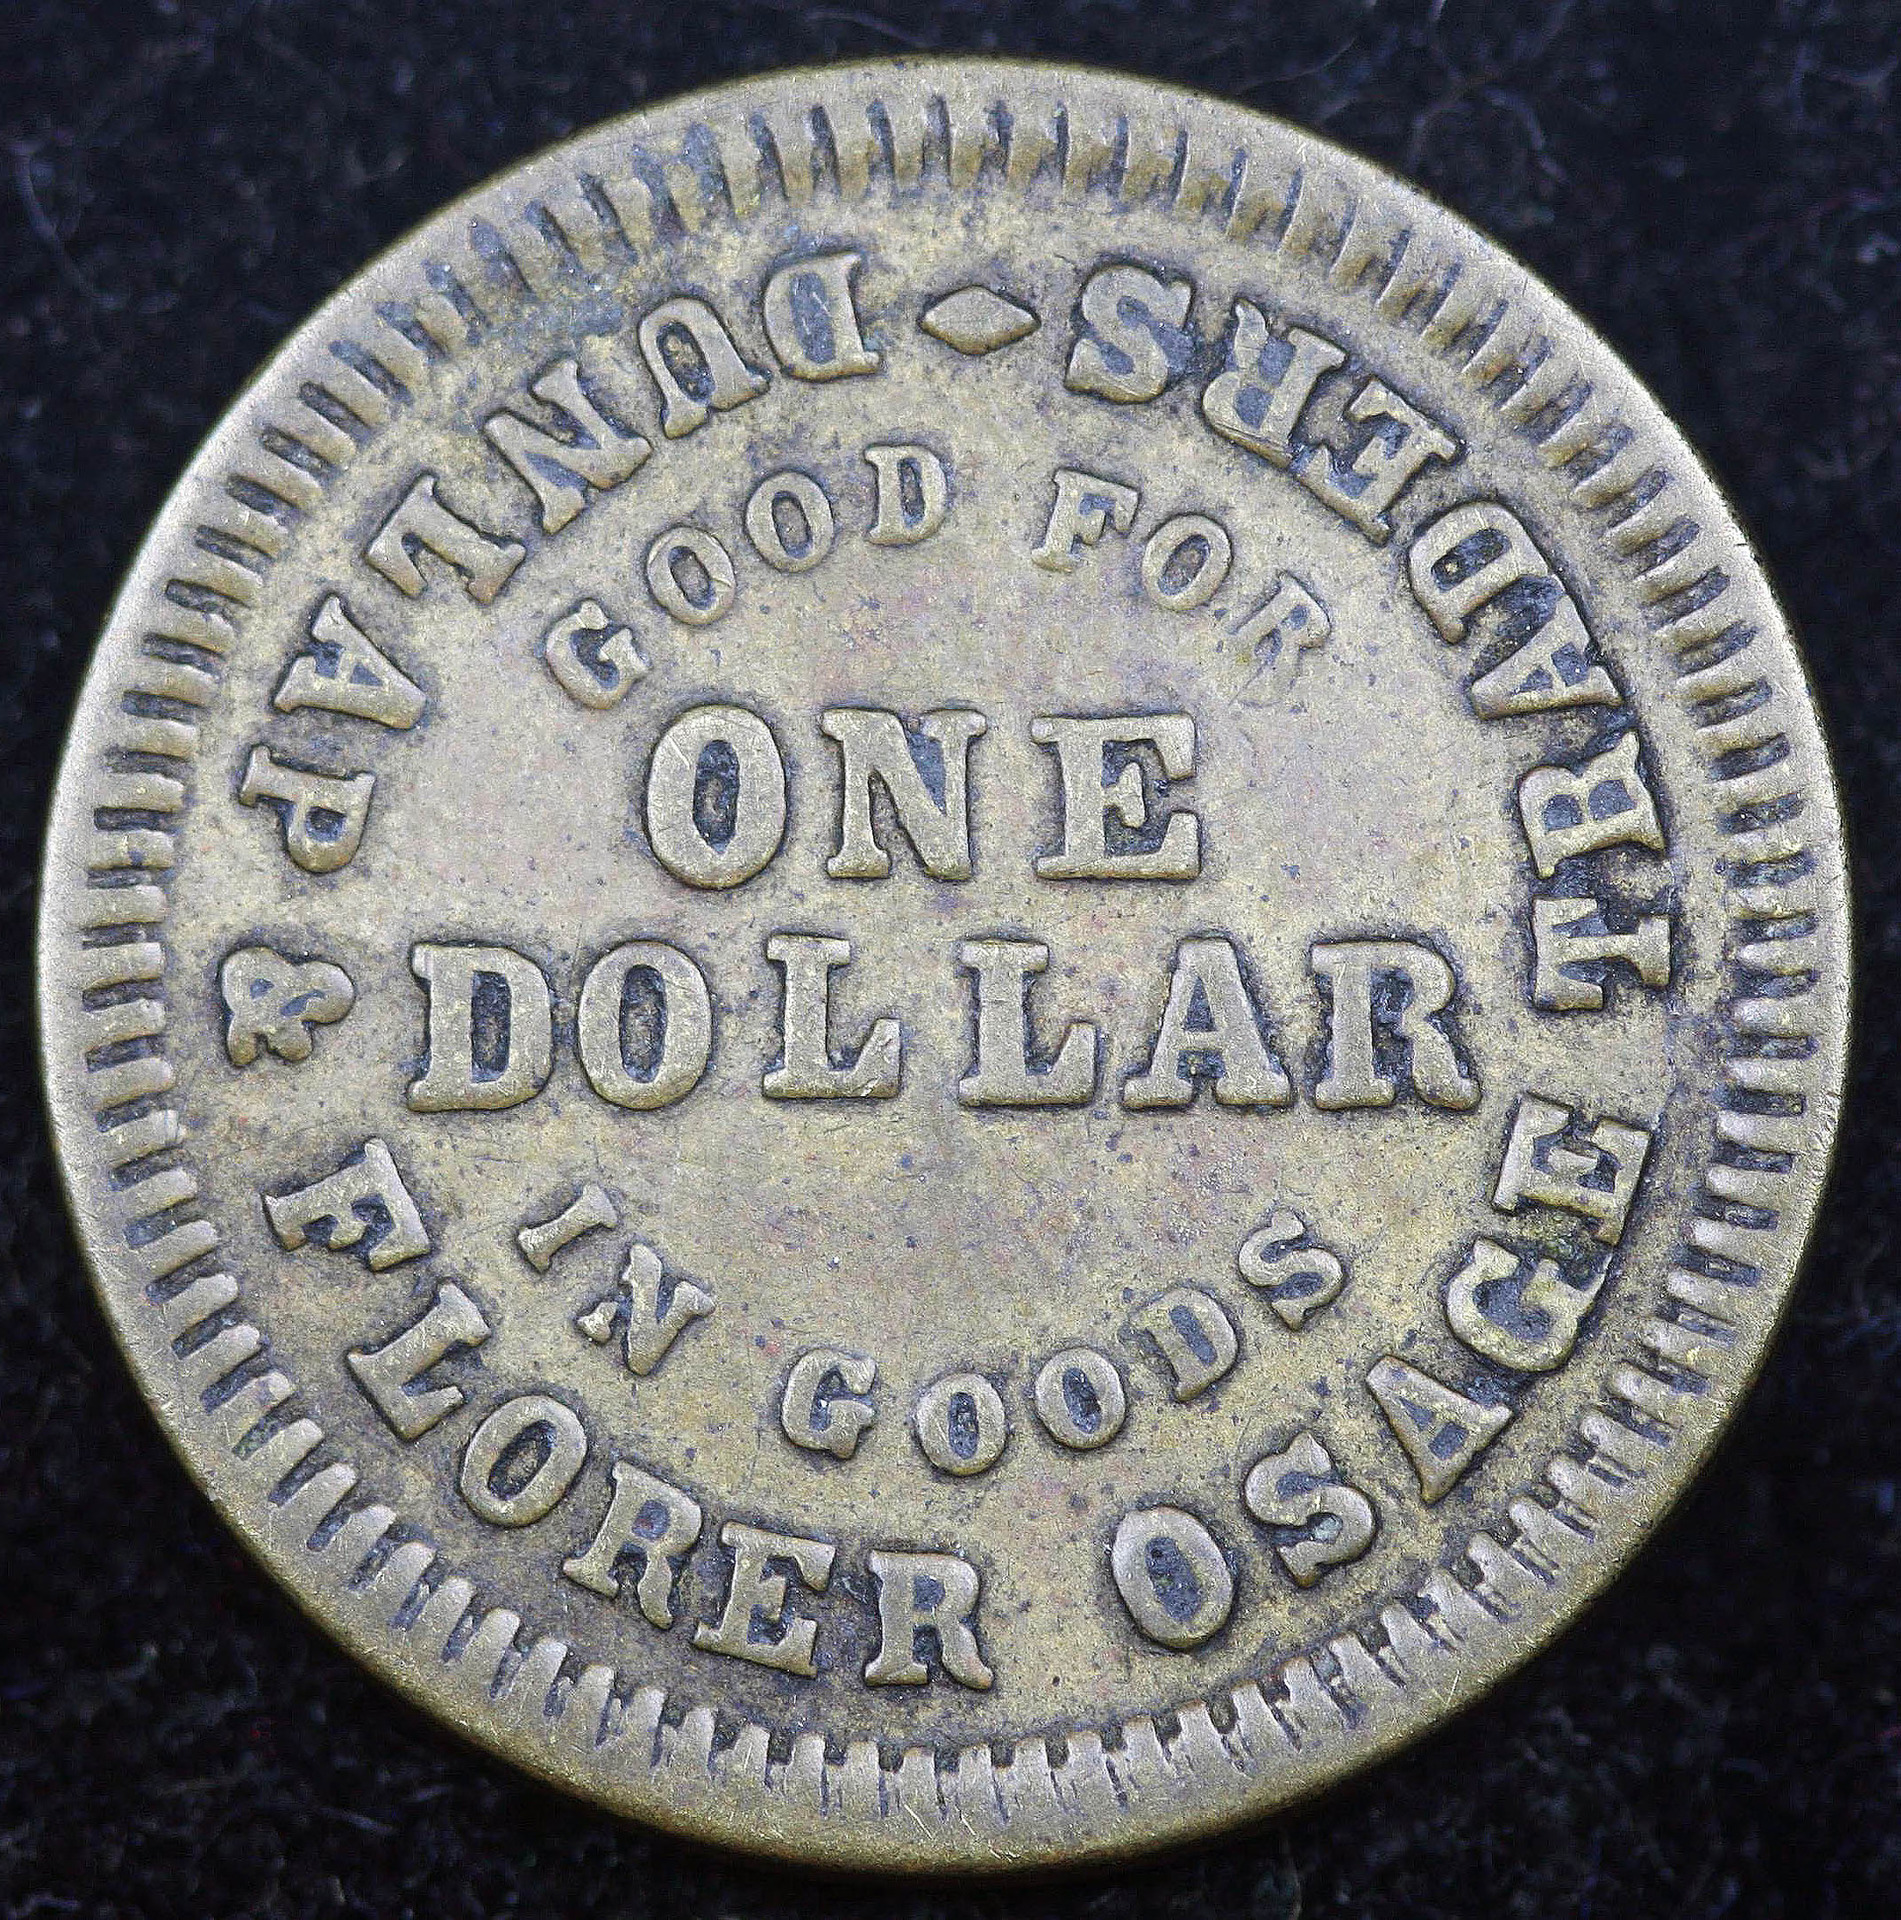 DUNLAP & FLORER OSAGE TRADERS
GOOD FOR
ONE
DOLLAR
IN GOODS